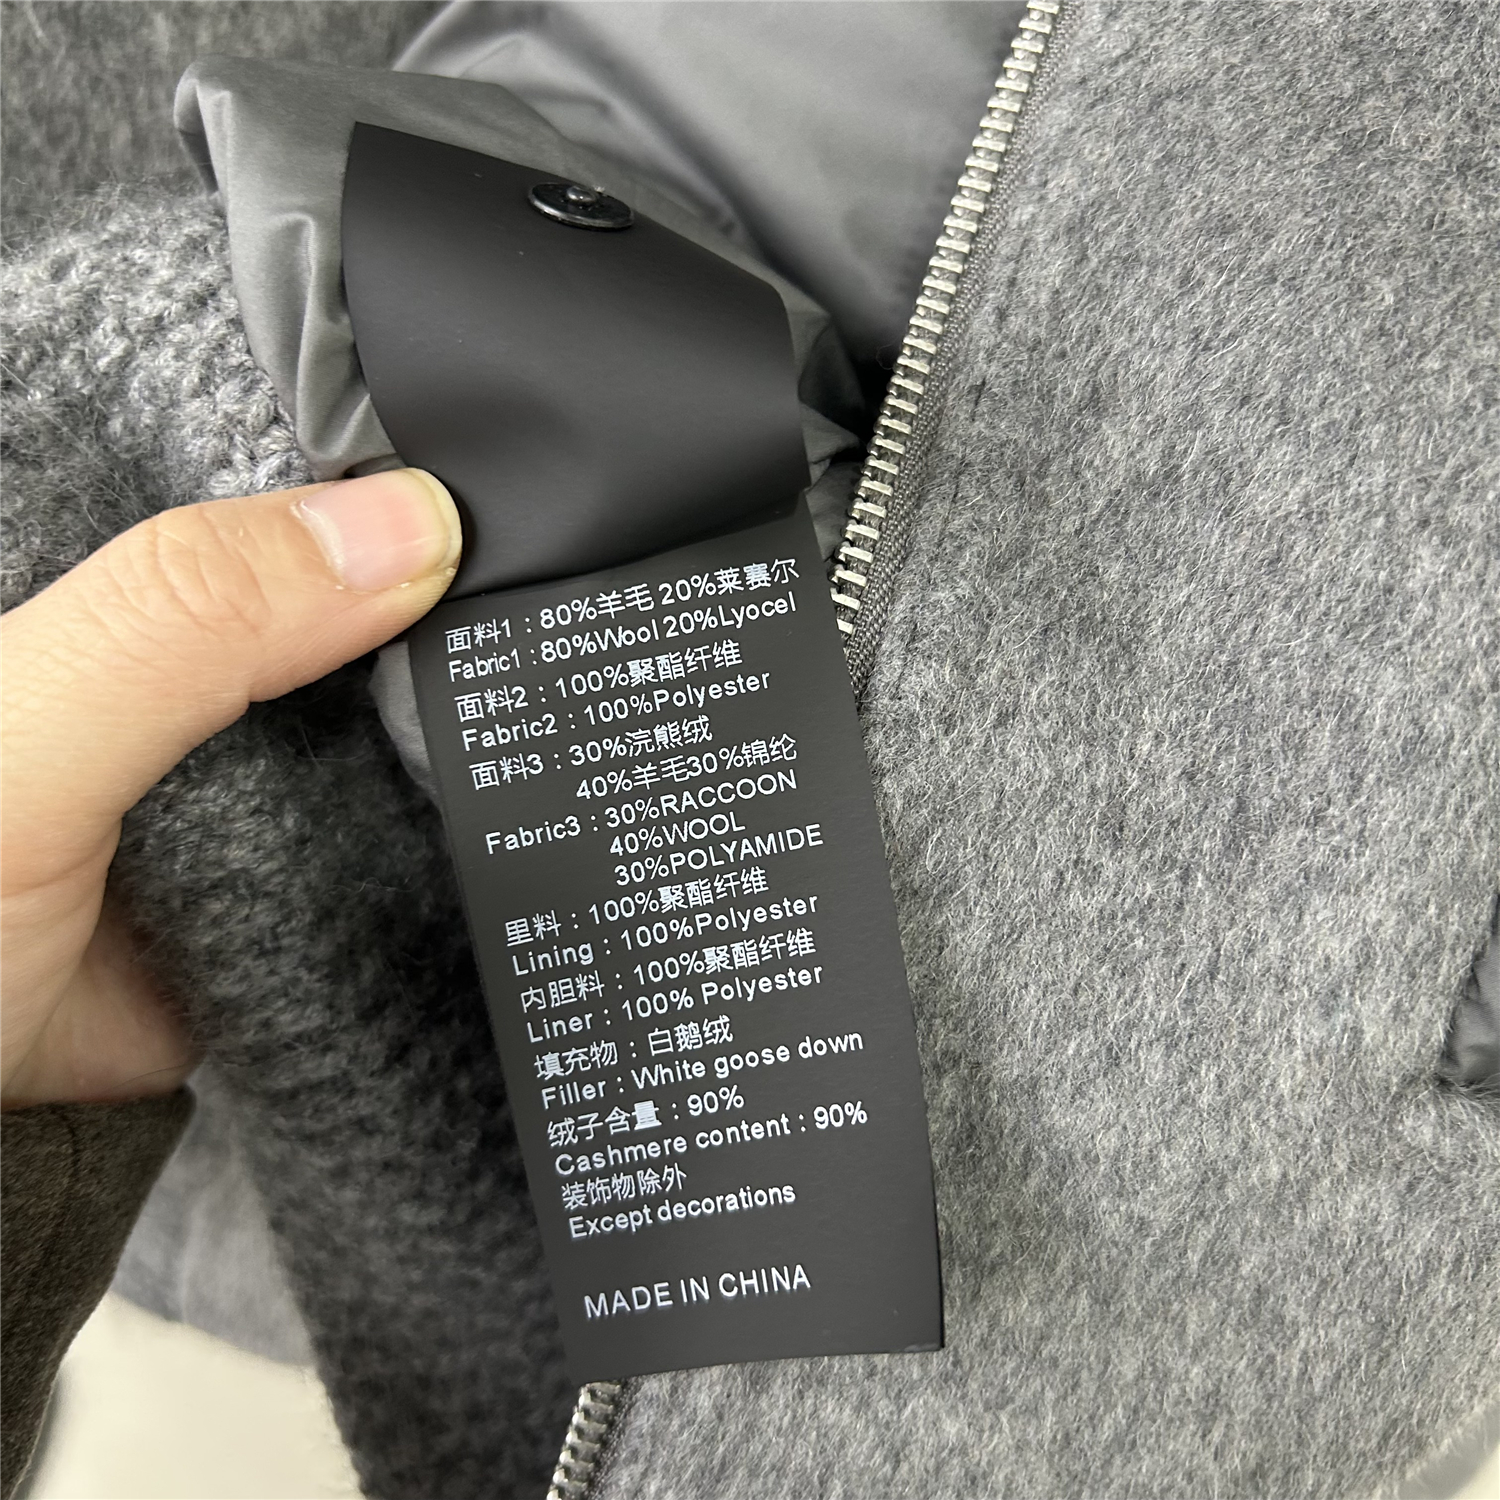 面料1：80%羊毛 20%莱赛尔
Fabric1 : 80%Wool 20%Lyocel
面料2：100%聚酯纤维
Fabric2 : 100%Polyester
面料3：30%浣熊绒
40%羊毛30%锦纶
Fabric3 : 30%RACCOON
40%WOOL
30%POLYAMIDE
里料：100%聚酯纤维
Lining : 100%Polyester
内胆料：100%聚酯纤维
Liner : 100% Polyester
填充物：白鹅绒
Filler : White goose down
绒子含量：90%
Cashmere content : 90%
装饰物除外
Except decorations
MADE IN CHINA